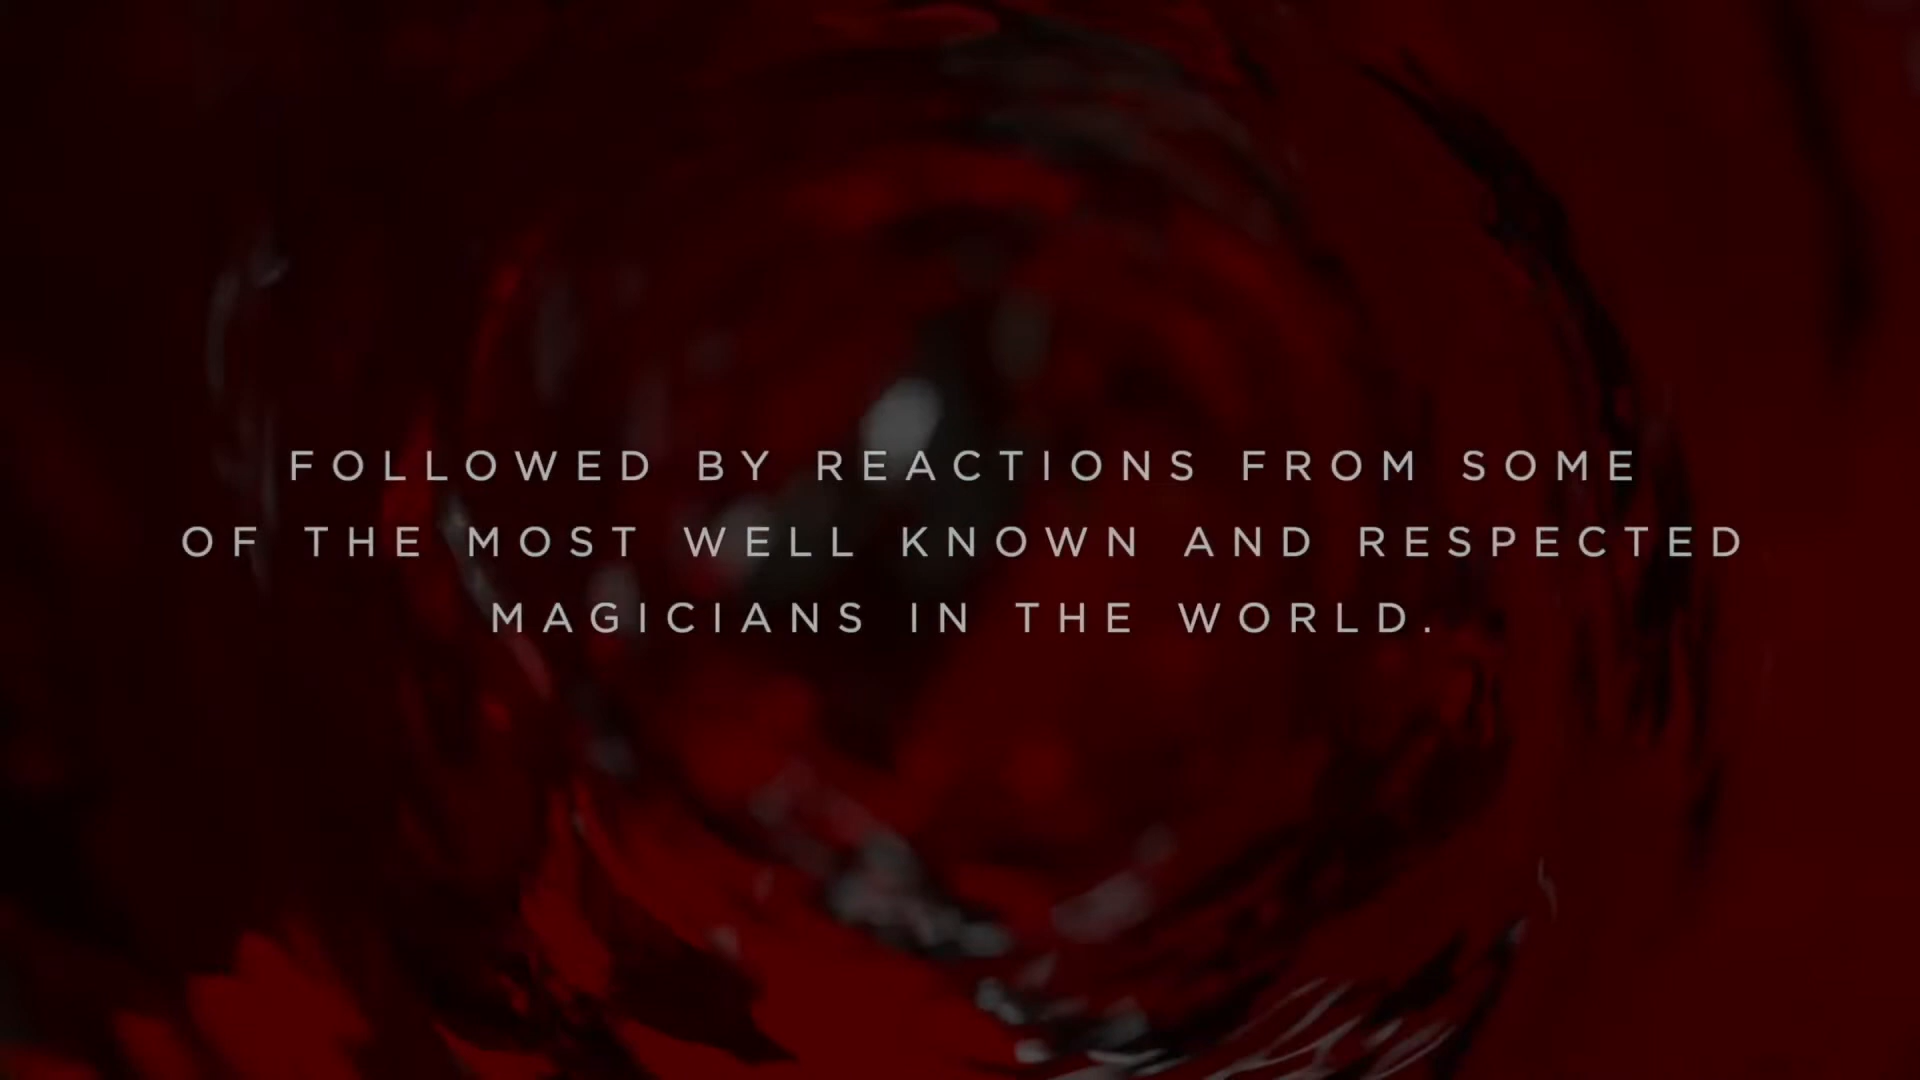 FOLLOWED BY REACTIONS FROM SOME
OF THE MOST WELL KNOWN AND RESPECTED
MAGICIANS IN THE WORLD.